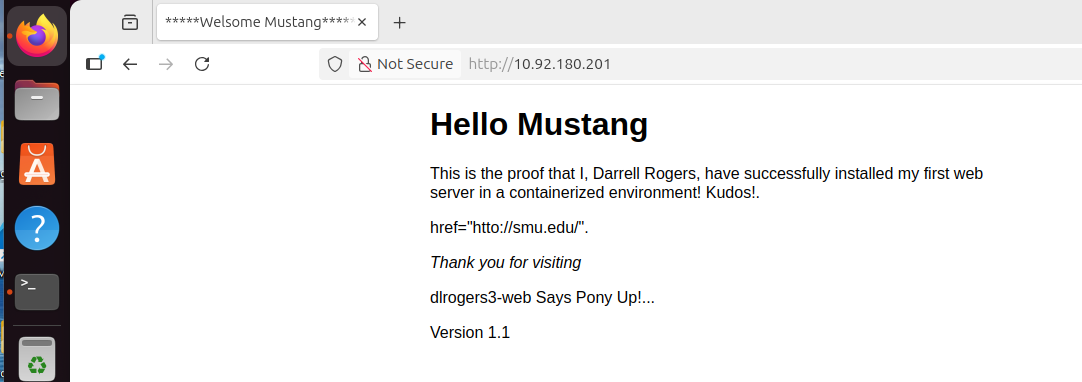 *****Welsome Mustang*****
Not Secure http://10.92.180.201
Hello Mustang
This is the proof that I, Darrell Rogers, have successfully installed my first web
server in a containerized environment! Kudos!.
href="htto://smu.edu/".
Thank you for visiting
dlrogers3-web Says Pony Up!...
Version 1.1